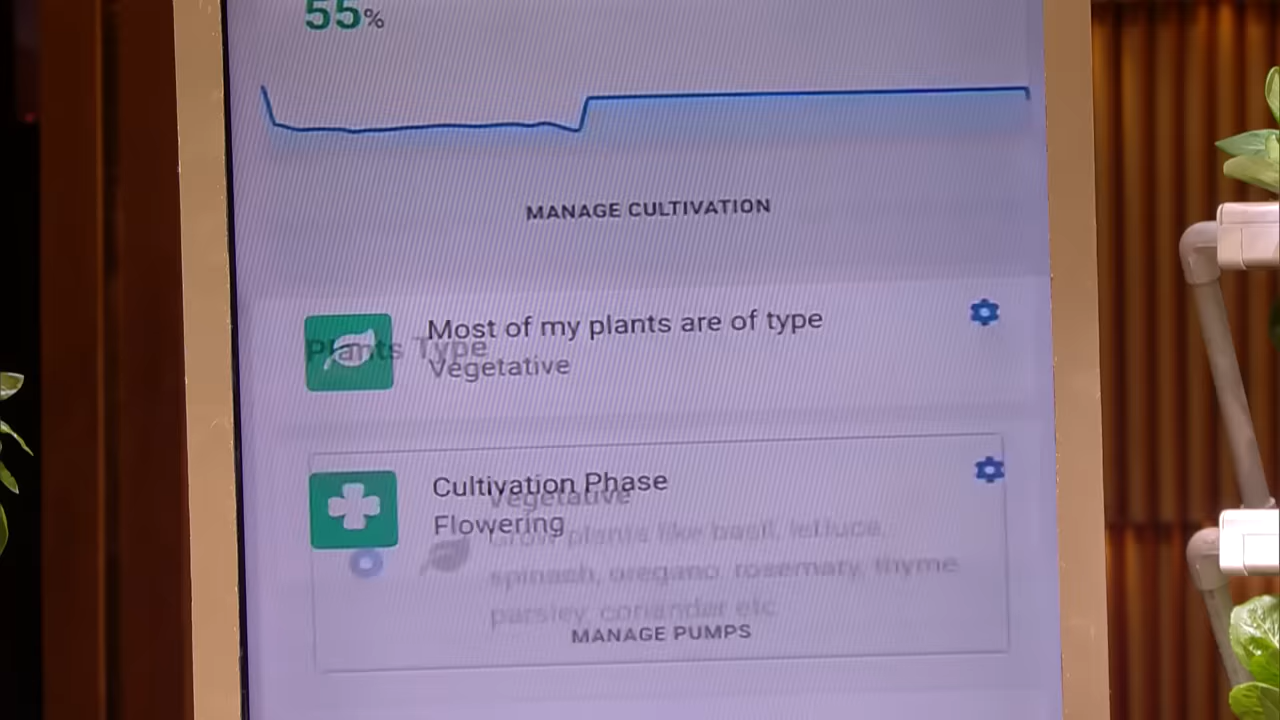 55%
MANAGE CULTIVATION
Most of my plants are of type
Plants Type
Vegetative
Cultivation Phase
Vegetative
Flowering
Grow plants like basil, lettuce,
spinach, oregano, rosemary, thyme
parsley, coriander etc
MANAGE PUMPS